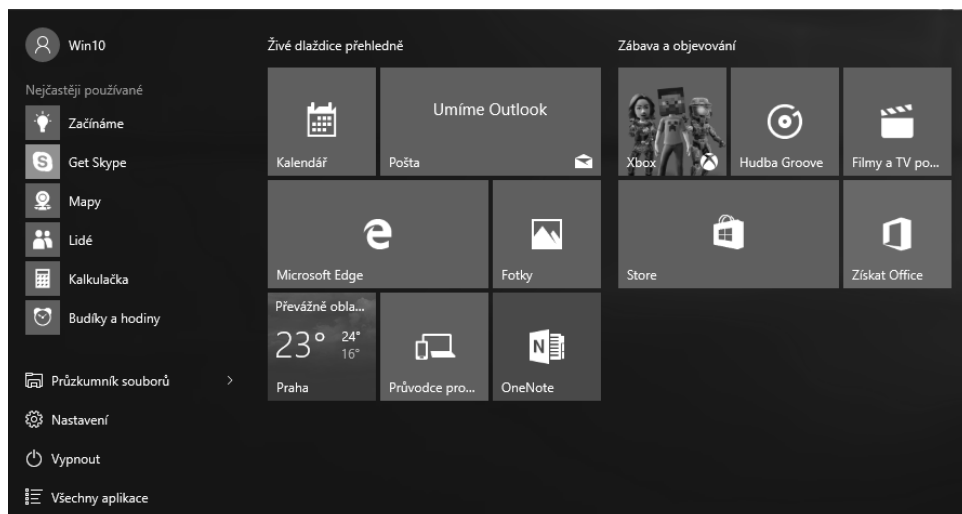 Win10
Nejčastěji používané
Začínáme
Get Skype
Mapy
Lidé
Kalkulačka
Budíky a hodiny
Průzkumník souborů
Nastavení
Vypnout
Všechny aplikace
Živé dlaždice přehledně
Kalendář
Umíme Outlook
Pošta
Microsoft Edge
Fotky
Převážně obla...
23° 24°
16°
Praha
Průvodce pro...
N
OneNote
Zábava a objevování
Xbox
Hudba Groove
Filmy a TV po...
Store
Získat Office